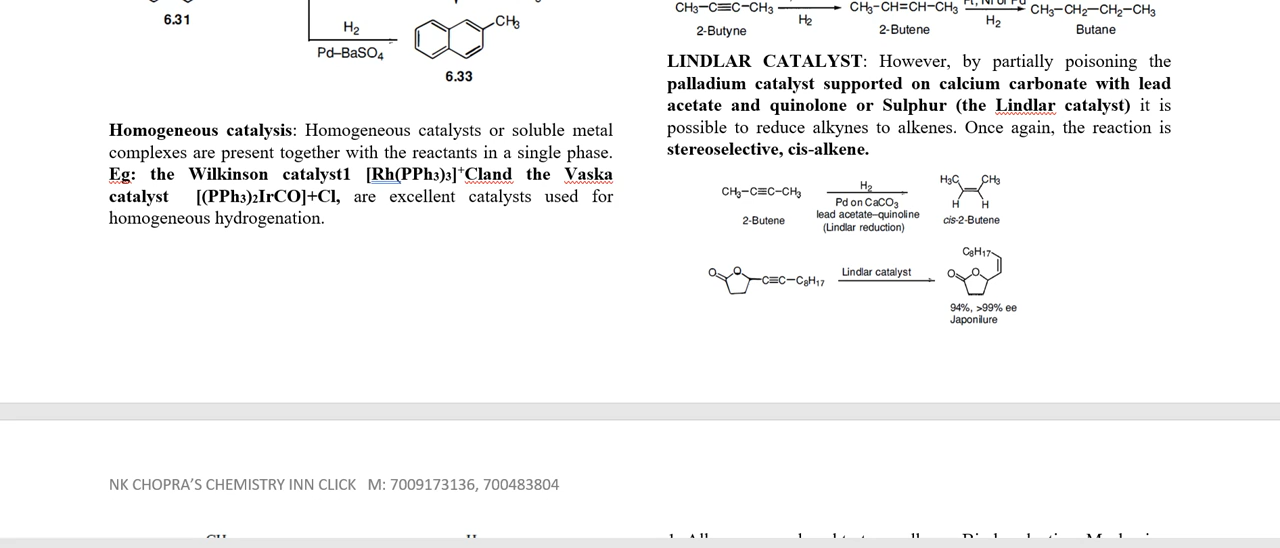 6.31
H₂
Pd–BaSO₄
CH₃
6.33
Homogeneous catalysis: Homogeneous catalysts or soluble metal
complexes are present together with the reactants in a single phase.
Eg: the Wilkinson catalyst1 [Rh(PPh₃)₃]⁺Cland the Vaska
catalyst [(PPh₃)₂IrCO]+Cl, are excellent catalysts used for
homogeneous hydrogenation.
CH₃–C≡C–CH₃ H₂ CH₃–CH=CH–CH₃ Pt, Ni or Pd H₂ CH₃–CH₂–CH₂–CH₃
2-Butyne 2-Butene Butane
LINDLAR CATALYST: However, by partially poisoning the
palladium catalyst supported on calcium carbonate with lead
acetate and quinolone or Sulphur (the Lindlar catalyst) it is
possible to reduce alkynes to alkenes. Once again, the reaction is
stereoselective, cis-alkene.
CH₃–C≡C–CH₃
2-Butene
H₂
Pd on CaCO₃
lead acetate–quinoline
(Lindlar reduction)
H₃C CH₃
H H
cis-2-Butene
O O –C≡C–C₈H₁₇
Lindlar catalyst
C₈H₁₇
O O
94%, >99% ee
Japonilure
NK CHOPRA'S CHEMISTRY INN CLICK M: 7009173136, 700483804